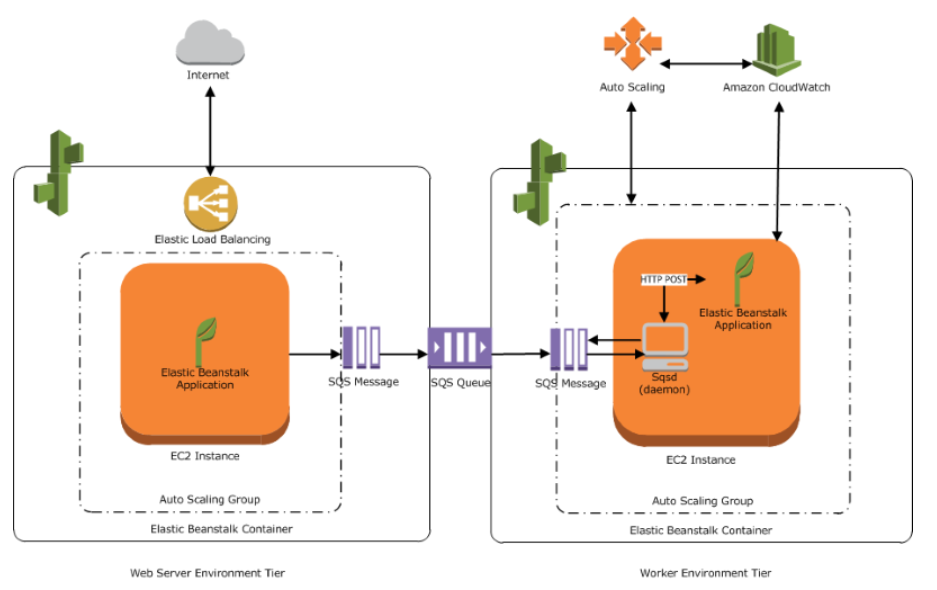 Internet
Auto Scaling
Amazon CloudWatch
Elastic Load Balancing
Elastic Beanstalk
Application
SQS Message
SQS Queue
SQS Message
HTTP POST
Elastic Beanstalk
Application
Sqsd
(daemon)
EC2 Instance
EC2 Instance
Auto Scaling Group
Auto Scaling Group
Elastic Beanstalk Container
Elastic Beanstalk Container
Web Server Environment Tier
Worker Environment Tier